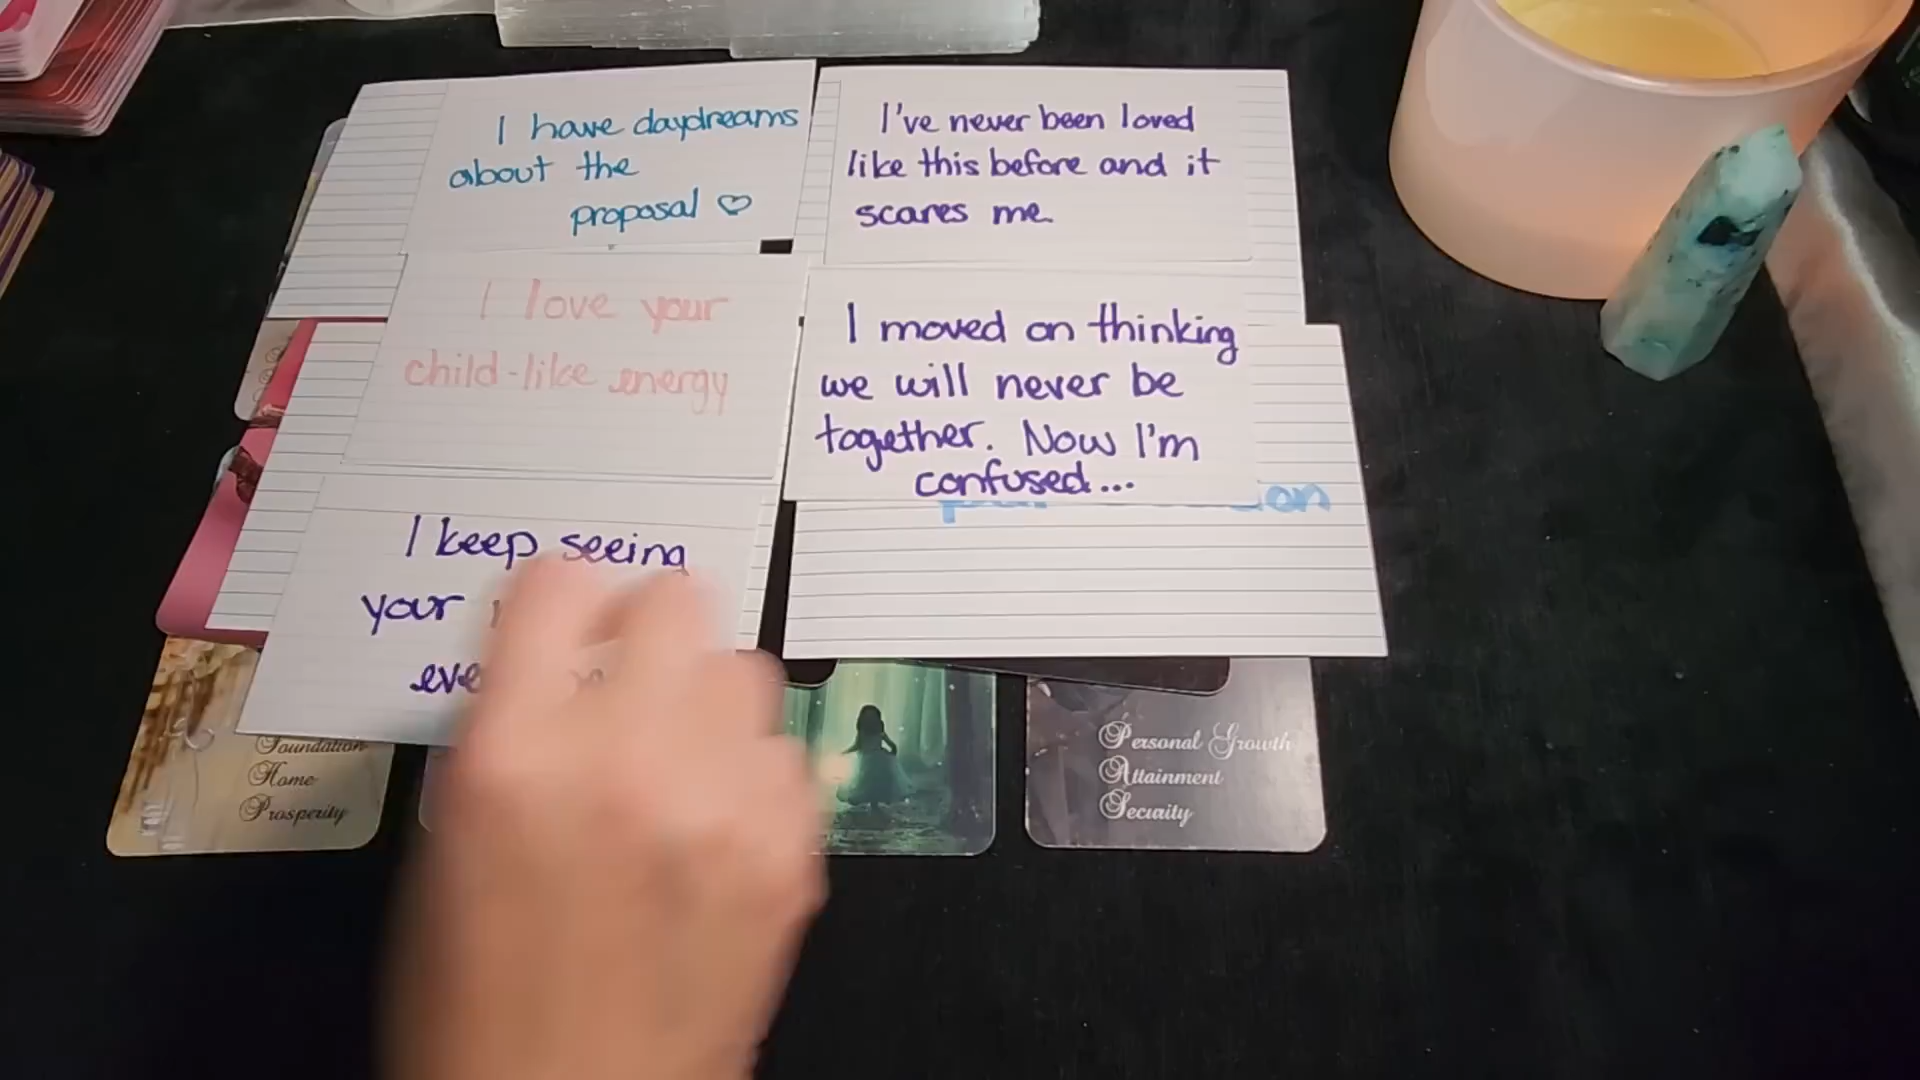 I have daydreams
about the
proposal ♡
I've never been loved
like this before and it
scares me.
I love your
child-like energy
I moved on thinking
we will never be
together. Now I'm
confused...
I keep seeing
your
Foundation
Home
Prosperity
Personal Growth
Attainment
Security